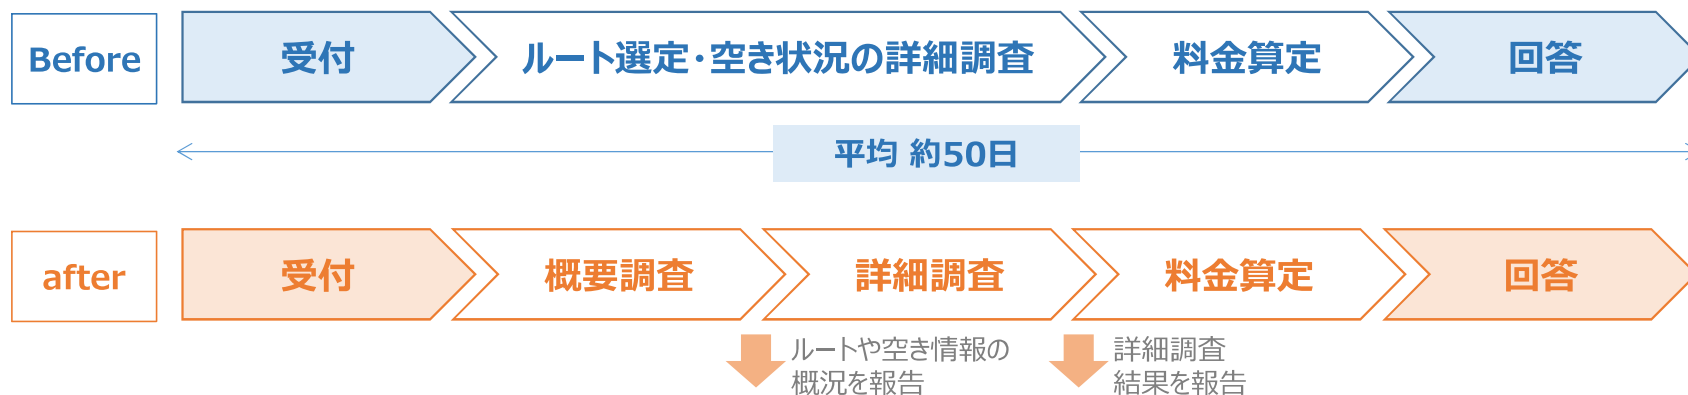 Before
受付
ルート選定・空き状況の詳細調査
料金算定
回答
平均 約50日
after
受付
概要調査
詳細調査
料金算定
回答
ルートや空き情報の
概況を報告
詳細調査
結果を報告